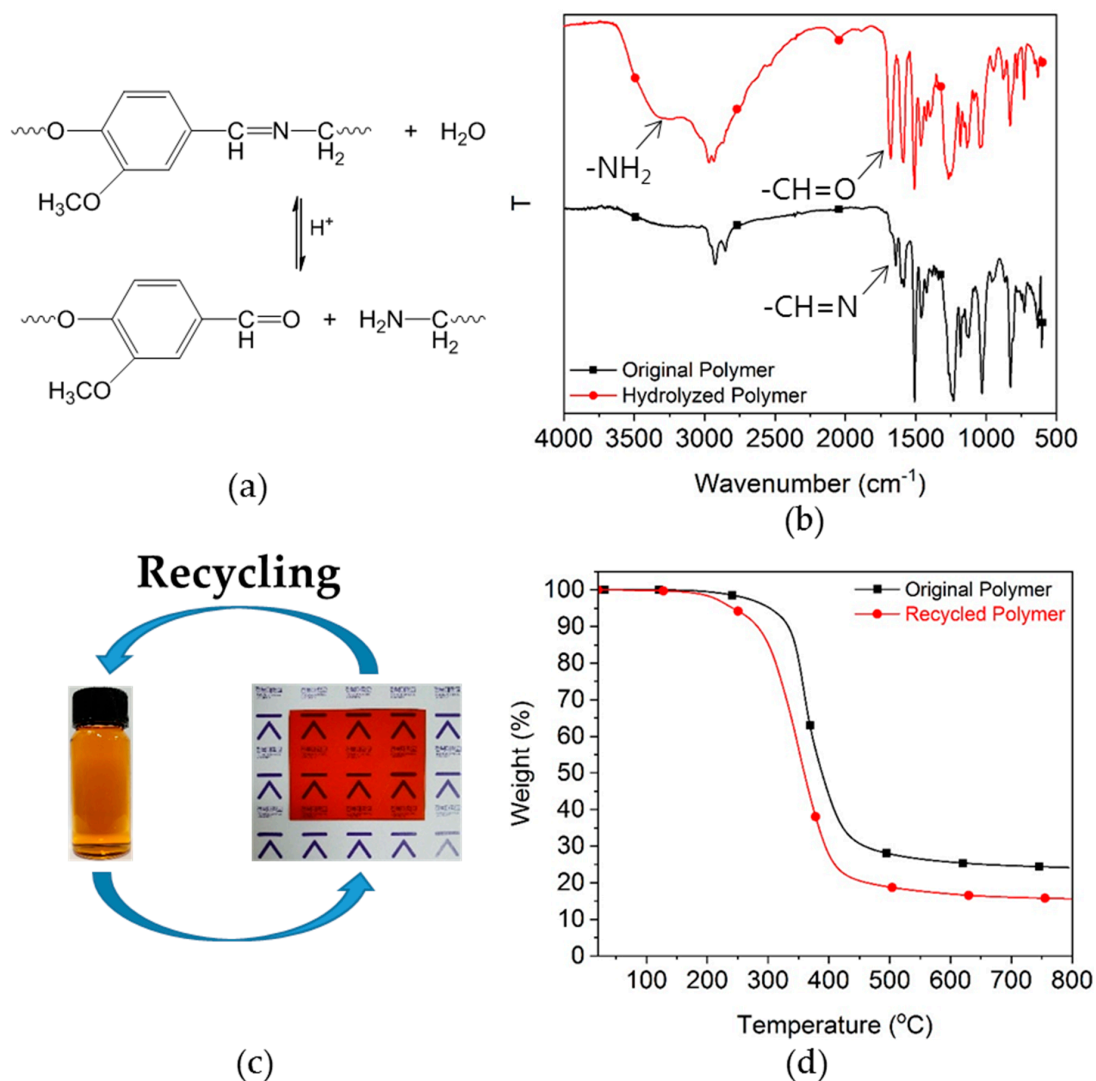 O
C
H
N
C
H₂
+ H₂O
H₃CO
H⁺
O
C
H
O
+ H₂N
C
H₂
H₃CO
(a)
T
-NH₂
-CH=O
-CH=N
Original Polymer
Hydrolyzed Polymer
4000 3500 3000 2500 2000 1500 1000 500
Wavenumber (cm⁻¹)
(b)
Recycling
(c)
Weight (%)
100
90
80
70
60
50
40
30
20
10
0
Original Polymer
Recycled Polymer
100 200 300 400 500 600 700 800
Temperature (°C)
(d)